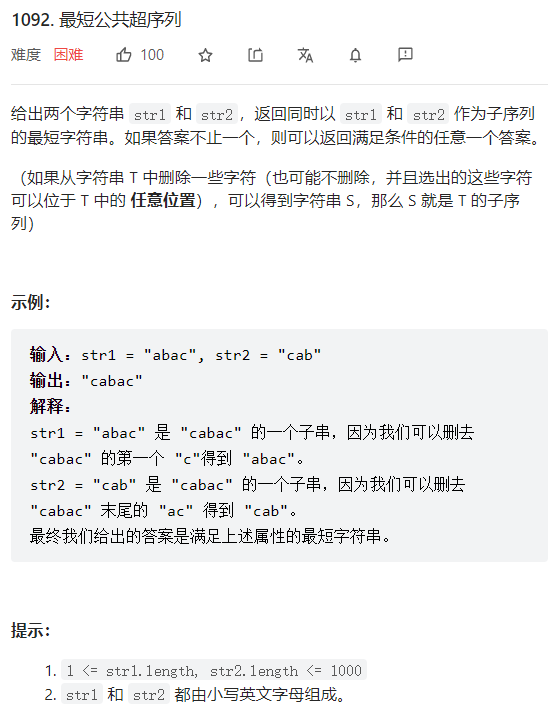 1092. 最短公共超序列
难度 困难 100
给出两个字符串 str1 和 str2，返回同时以 str1 和 str2 作为子序列
的最短字符串。如果答案不止一个，则可以返回满足条件的任意一个答案。
（如果从字符串 T 中删除一些字符（也可能不删除，并且选出的这些字符
可以位于 T 中的 任意位置），可以得到字符串 S，那么 S 就是 T 的子序
列）
示例：
输入：str1 = "abac", str2 = "cab"
输出："cabac"
解释：
str1 = "abac" 是 "cabac" 的一个子串，因为我们可以删去
"cabac" 的第一个 "c"得到 "abac"。
str2 = "cab" 是 "cabac" 的一个子串，因为我们可以删去
"cabac" 末尾的 "ac" 得到 "cab"。
最终我们给出的答案是满足上述属性的最短字符串。
提示：
1. 1 <= str1.length, str2.length <= 1000
2. str1 和 str2 都由小写英文字母组成。